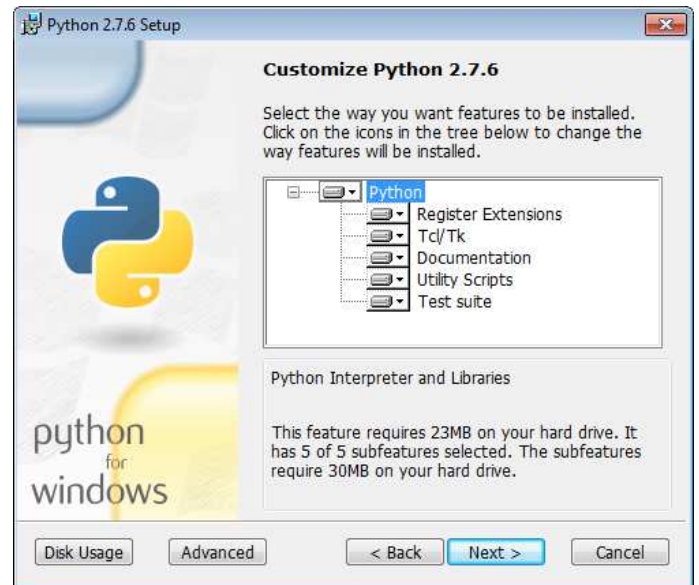 Python 2.7.6 Setup
Customize Python 2.7.6
Select the way you want features to be installed.
Click on the icons in the tree below to change the
way features will be installed.
Python
Register Extensions
Tcl/Tk
Documentation
Utility Scripts
Test suite
Python Interpreter and Libraries
This feature requires 23MB on your hard drive. It
has 5 of 5 subfeatures selected. The subfeatures
require 30MB on your hard drive.
python
for
windows
Disk Usage
Advanced
< Back
Next >
Cancel